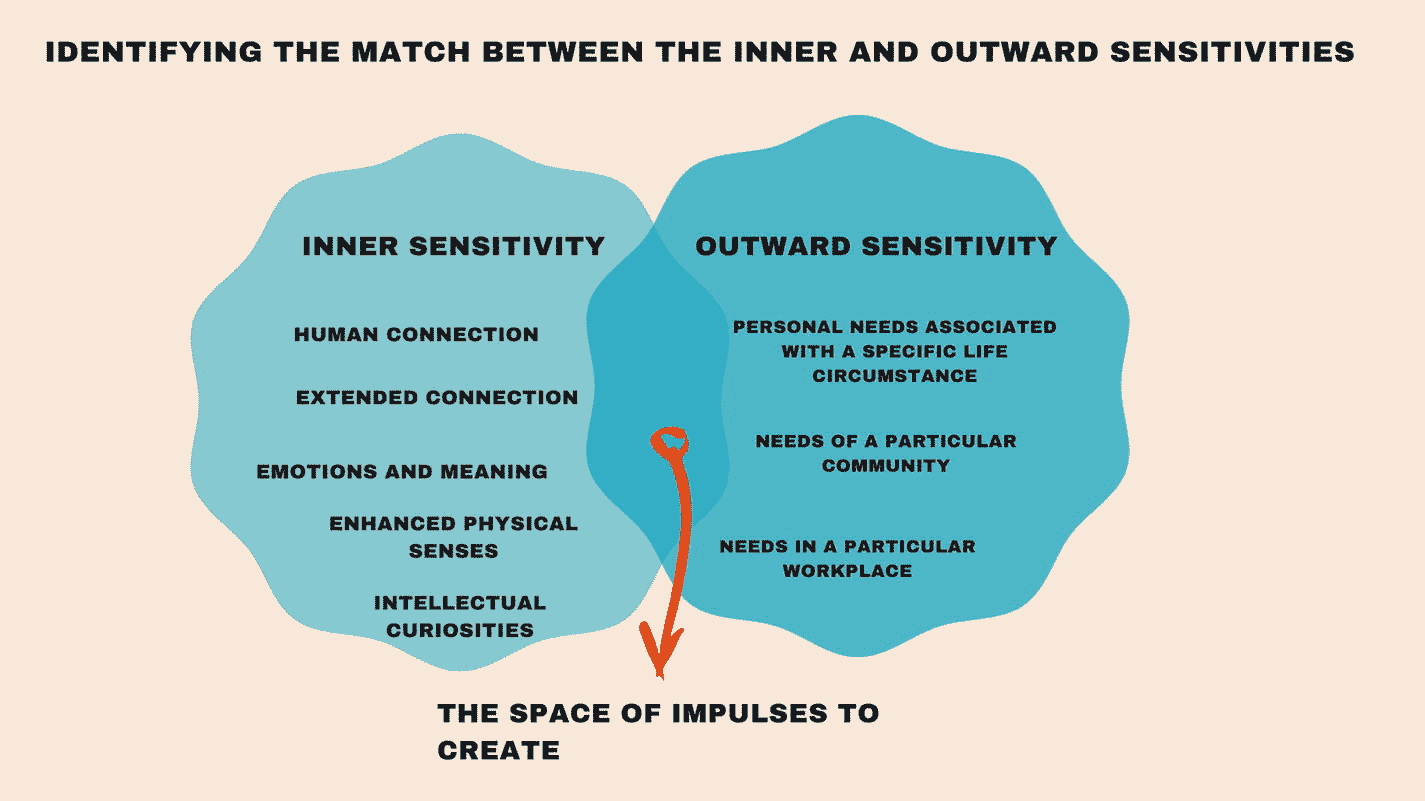 IDENTIFYING THE MATCH BETWEEN THE INNER AND OUTWARD SENSITIVITIES
INNER SENSITIVITY
HUMAN CONNECTION
EXTENDED CONNECTION
EMOTIONS AND MEANING
ENHANCED PHYSICAL
SENSES
INTELLECTUAL
CURIOSITIES
OUTWARD SENSITIVITY
PERSONAL NEEDS ASSOCIATED
WITH A SPECIFIC LIFE
CIRCUMSTANCE
NEEDS OF A PARTICULAR
COMMUNITY
NEEDS IN A PARTICULAR
WORKPLACE
THE SPACE OF IMPULSES TO
CREATE